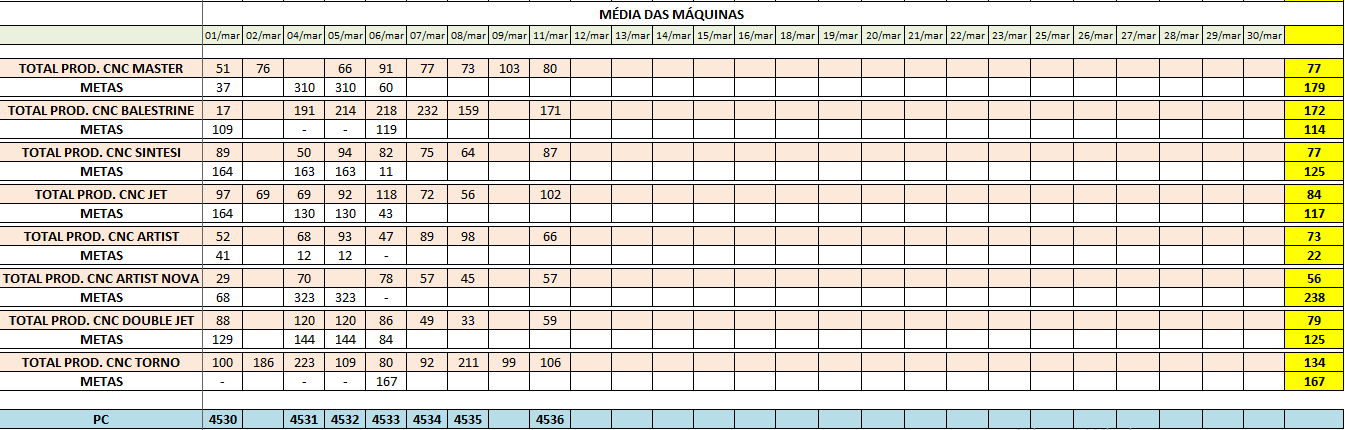 MÉDIA DAS MÁQUINAS
01/mar 02/mar 04/mar 05/mar 06/mar 07/mar 08/mar 09/mar 11/mar 12/mar 13/mar 14/mar 15/mar 16/mar 18/mar 19/mar 20/mar 21/mar 22/mar 23/mar 25/mar 26/mar 27/mar 28/mar 29/mar 30/mar
TOTAL PROD. CNC MASTER 51 76 66 91 77 73 103 80 77
METAS 37 310 310 60 179
TOTAL PROD. CNC BALESTRINE 17 191 214 218 232 159 171 172
METAS 109 - - 119 114
TOTAL PROD. CNC SINTESI 89 50 94 82 75 64 87 77
METAS 164 163 163 11 125
TOTAL PROD. CNC JET 97 69 69 92 118 72 56 102 84
METAS 164 130 130 43 117
TOTAL PROD. CNC ARTIST 52 68 93 47 89 98 66 73
METAS 41 12 12 - 22
TOTAL PROD. CNC ARTIST NOVA 29 70 78 57 45 57 56
METAS 68 323 323 - 238
TOTAL PROD. CNC DOUBLE JET 88 120 120 86 49 33 59 79
METAS 129 144 144 84 125
TOTAL PROD. CNC TORNO 100 186 223 109 80 92 211 99 106 134
METAS - - - 167 167
PC 4530 4531 4532 4533 4534 4535 4536